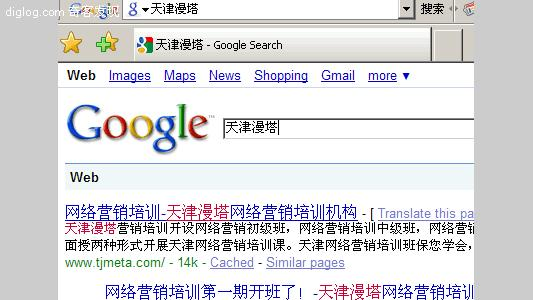 diglog.com 奇客发现
Google
天津漫塔
搜索
天津漫塔 - Google Search
Web Images Maps News Shopping Gmail more ▼
Google™
天津漫塔
Web
网络营销培训-天津漫塔网络营销培训机构 - [ Translate this pa
天津漫塔营销培训开设网络营销初级班，网络营销培训中级班，网络营
面授两种形式开展天津网络营销培训课。天津网络营销培训班保您学会，
www.tjmeta.com/ - 14k - Cached - Similar pages
网络营销培训第一期开班了！-天津漫塔网络营销培训